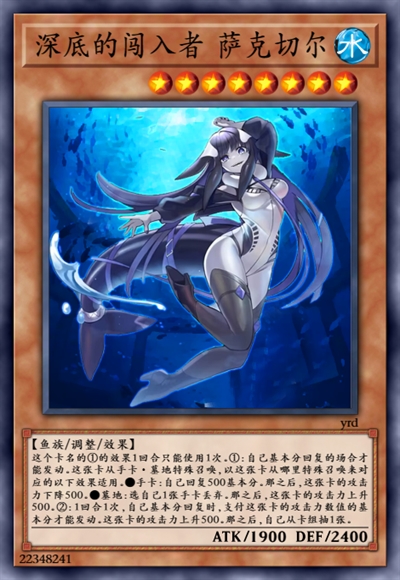 深底的闯入者 萨克切尔
水
yrd
【鱼族/调整/效果】
这个卡名的①的效果1回合只能使用1次。①:自己基本分回复的场合才
能发动。这张卡从手卡·墓地特殊召唤,以这张卡从哪里特殊召唤来对
应的以下效果适用。●手卡:自己回复500基本分。那之后,这张卡的攻击
力下降500。●墓地:选自己1张手卡丢弃。那之后,这张卡的攻击力上升
500。②:1回合1次,自己基本分回复时,支付这张卡的攻击力数值的基
本分才能发动。这张卡的攻击力上升500。那之后,自己从卡组抽1张。
ATK/1900 DEF/2400
22348241